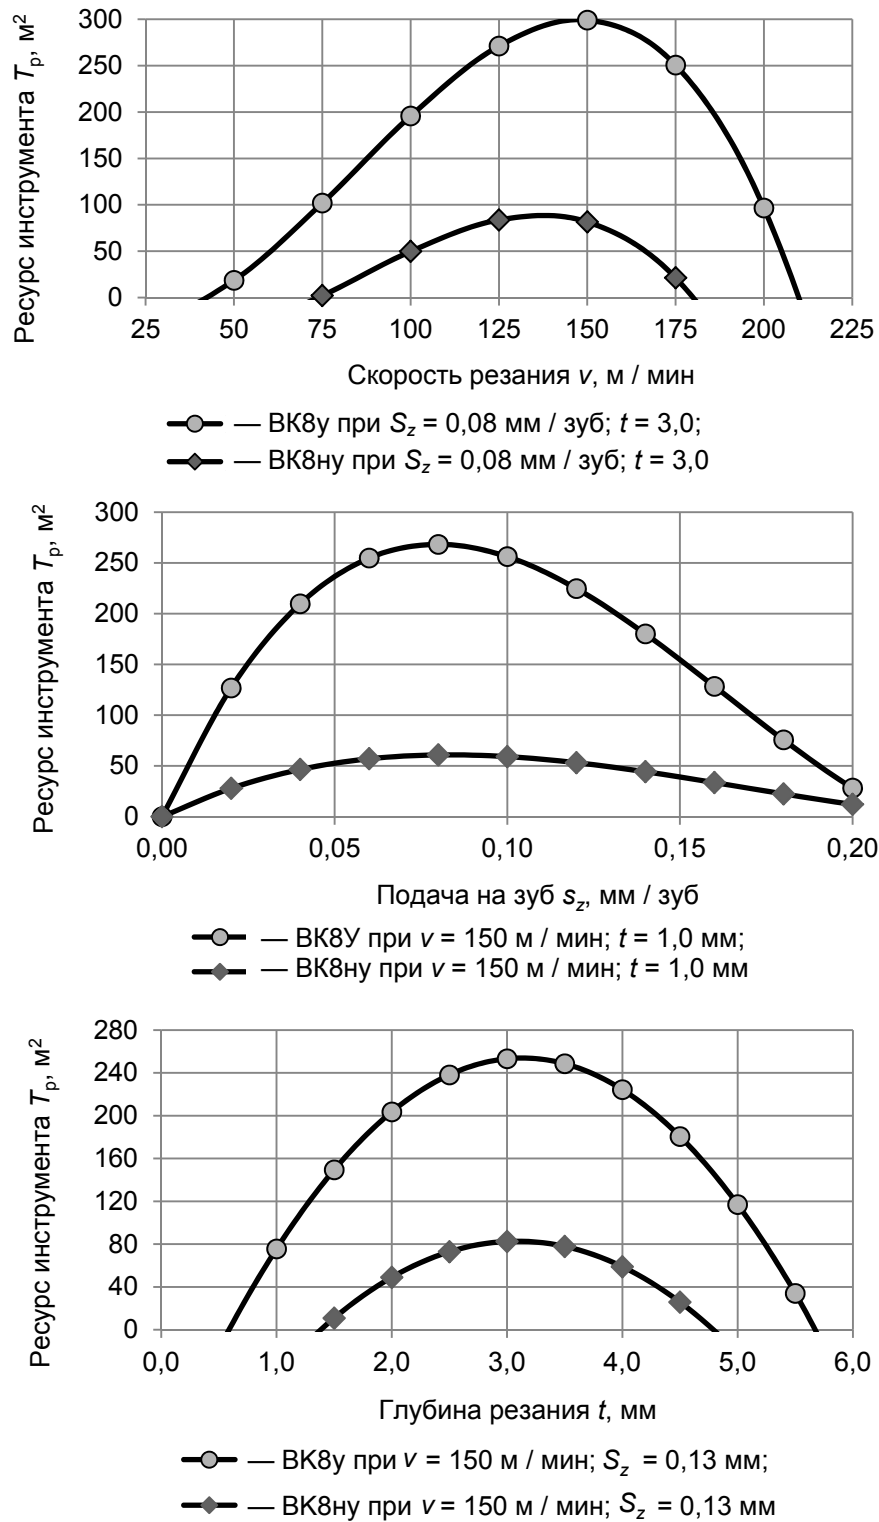 Ресурс инструмента Tр, м²
300
250
200
150
100
50
0
25 50 75 100 125 150 175 200 225
Скорость резания v, м / мин
— ВК8у при Sz = 0,08 мм / зуб; t = 3,0;
— ВК8ну при Sz = 0,08 мм / зуб; t = 3,0
Ресурс инструмента Tр, м²
300
250
200
150
100
50
0
0,00 0,05 0,10 0,15 0,20
Подача на зуб sz, мм / зуб
— ВК8У при v = 150 м / мин; t = 1,0 мм;
— ВК8ну при v = 150 м / мин; t = 1,0 мм
Ресурс инструмента Tр, м²
280
240
200
160
120
80
40
0
0,0 1,0 2,0 3,0 4,0 5,0 6,0
Глубина резания t, мм
— ВК8у при v = 150 м / мин; Sz = 0,13 мм;
— ВК8ну при v = 150 м / мин; Sz = 0,13 мм